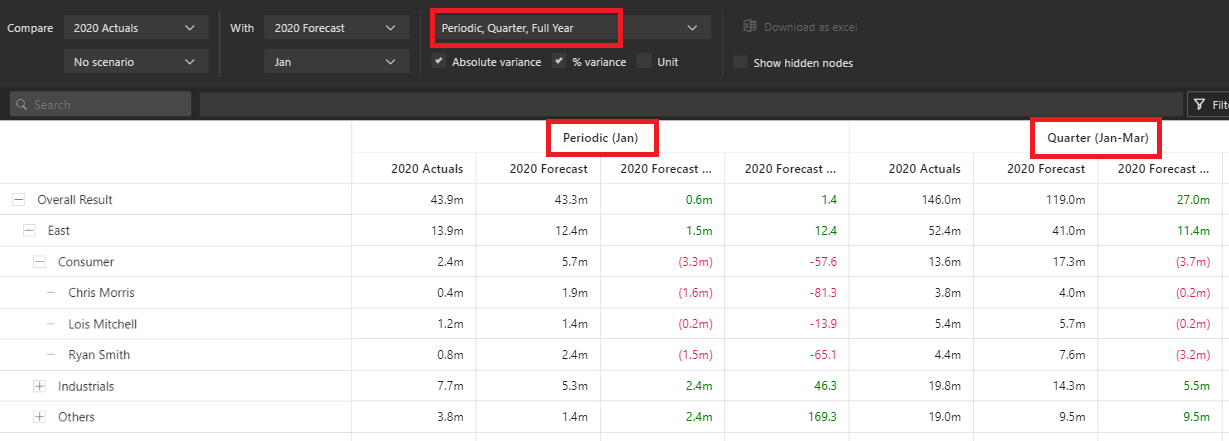 Compare 2020 Actuals With 2020 Forecast Periodic, Quarter, Full Year Download as excel
No scenario Jan Absolute variance % variance Unit Show hidden nodes
Search Filte
Periodic (Jan) Quarter (Jan-Mar)
2020 Actuals 2020 Forecast 2020 Forecast ... 2020 Forecast ... 2020 Actuals 2020 Forecast 2020 Forecast ...
Overall Result 43.9m 43.3m 0.6m 1.4 146.0m 119.0m 27.0m
East 13.9m 12.4m 1.5m 12.4 52.4m 41.0m 11.4m
Consumer 2.4m 5.7m (3.3m) -57.6 13.6m 17.3m (3.7m)
Chris Morris 0.4m 1.9m (1.6m) -81.3 3.8m 4.0m (0.2m)
Lois Mitchell 1.2m 1.4m (0.2m) -13.9 5.4m 5.7m (0.2m)
Ryan Smith 0.8m 2.4m (1.5m) -65.1 4.4m 7.6m (3.2m)
Industrials 7.7m 5.3m 2.4m 46.3 19.8m 14.3m 5.5m
Others 3.8m 1.4m 2.4m 169.3 19.0m 9.5m 9.5m